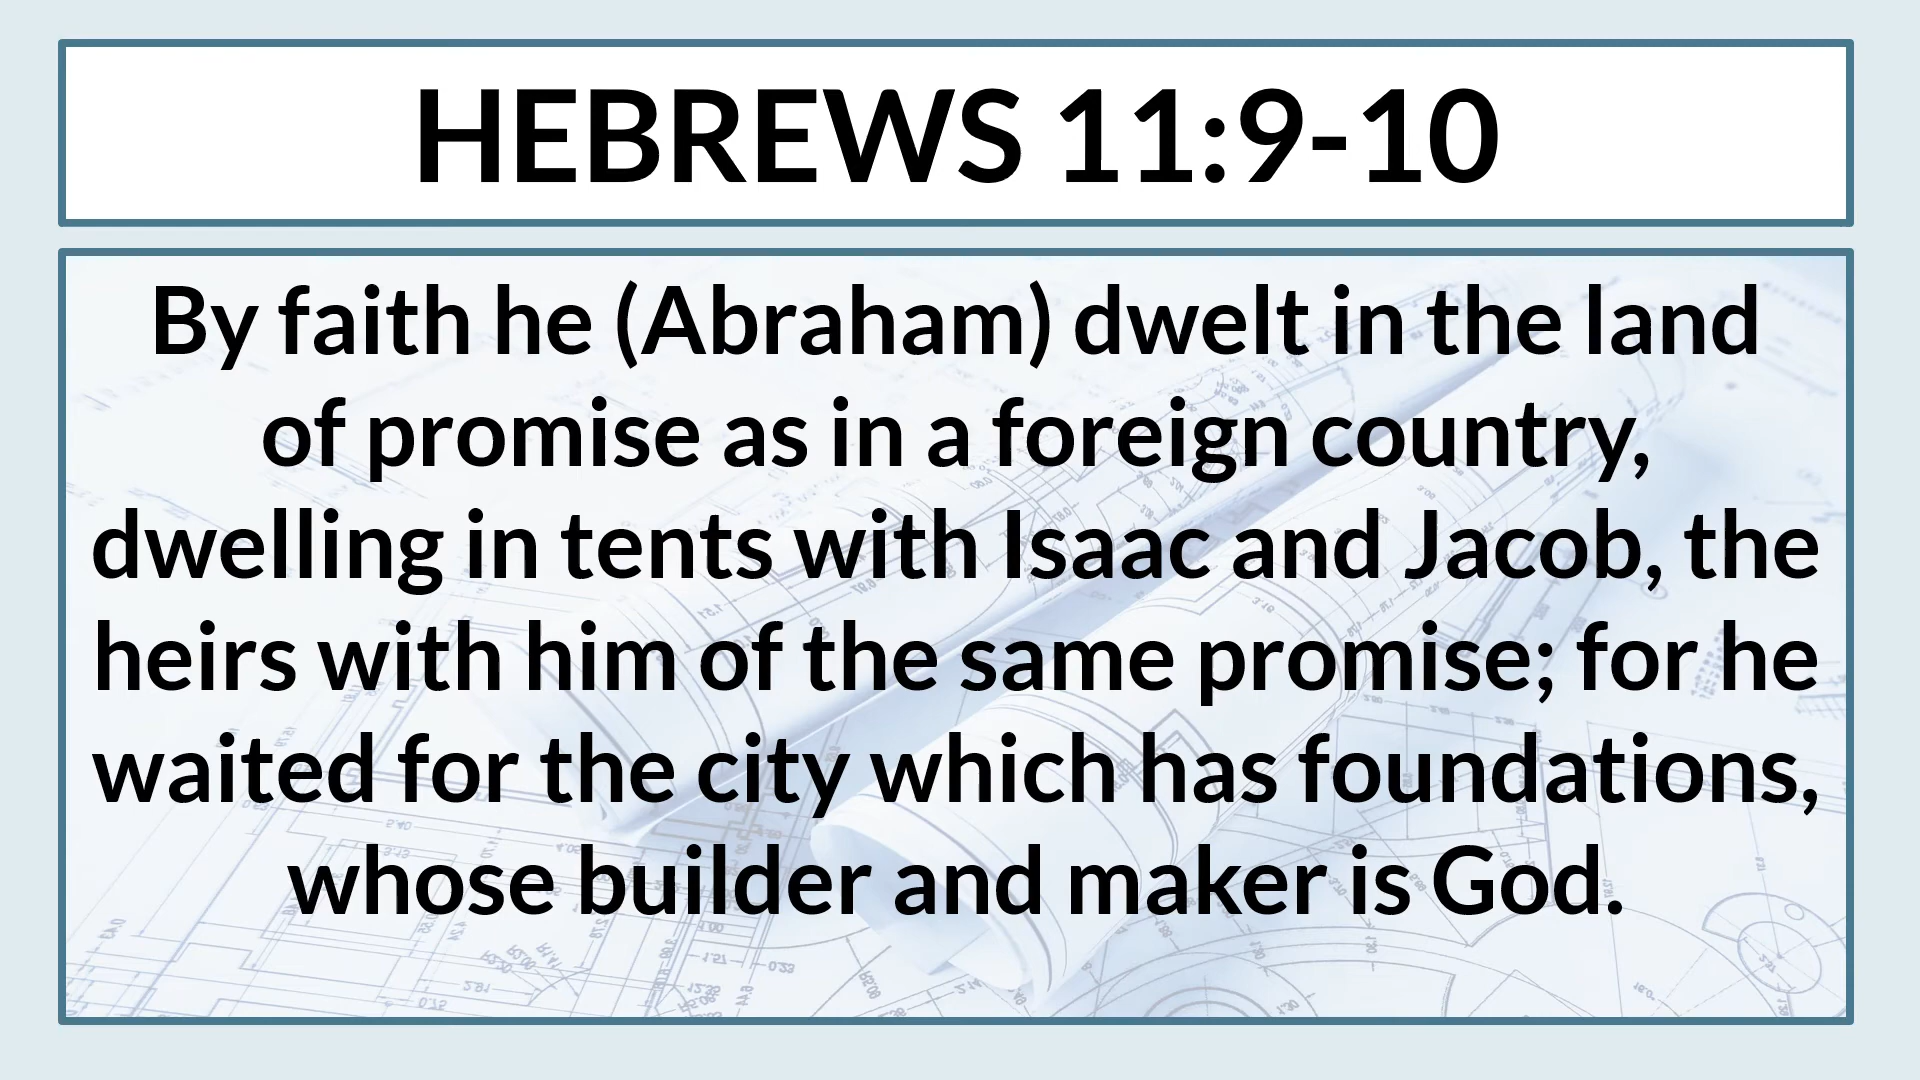 HEBREWS 11:9-10
By faith he (Abraham) dwelt in the land
of promise as in a foreign country,
dwelling in tents with Isaac and Jacob, the
heirs with him of the same promise; for he
waited for the city which has foundations,
whose builder and maker is God.